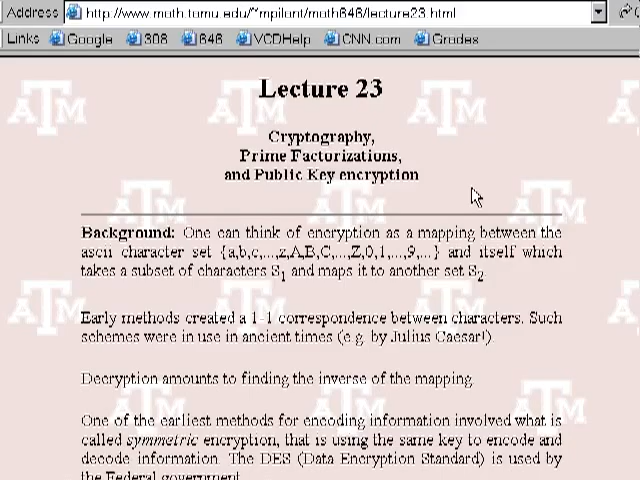 Address http://www.math.tamu.edu/~mpilant/math646/lecture23.html
Links Google 308 646 VCDHelp CNN.com Grades
Lecture 23
Cryptography,
Prime Factorizations,
and Public Key encryption
Background: One can think of encryption as a mapping between the
ascii character set {a,b,c,...,z,A,B,C,...,Z,0,1,...,9,...} and itself which
takes a subset of characters S1 and maps it to another set S2.
Early methods created a 1-1 correspondence between characters. Such
schemes were in use in ancient times (e.g. by Julius Caesar!).
Decryption amounts to finding the inverse of the mapping.
One of the earliest methods for encoding information involved what is
called symmetric encryption, that is using the same key to encode and
decode information. The DES (Data Encryption Standard) is used by
the Federal government